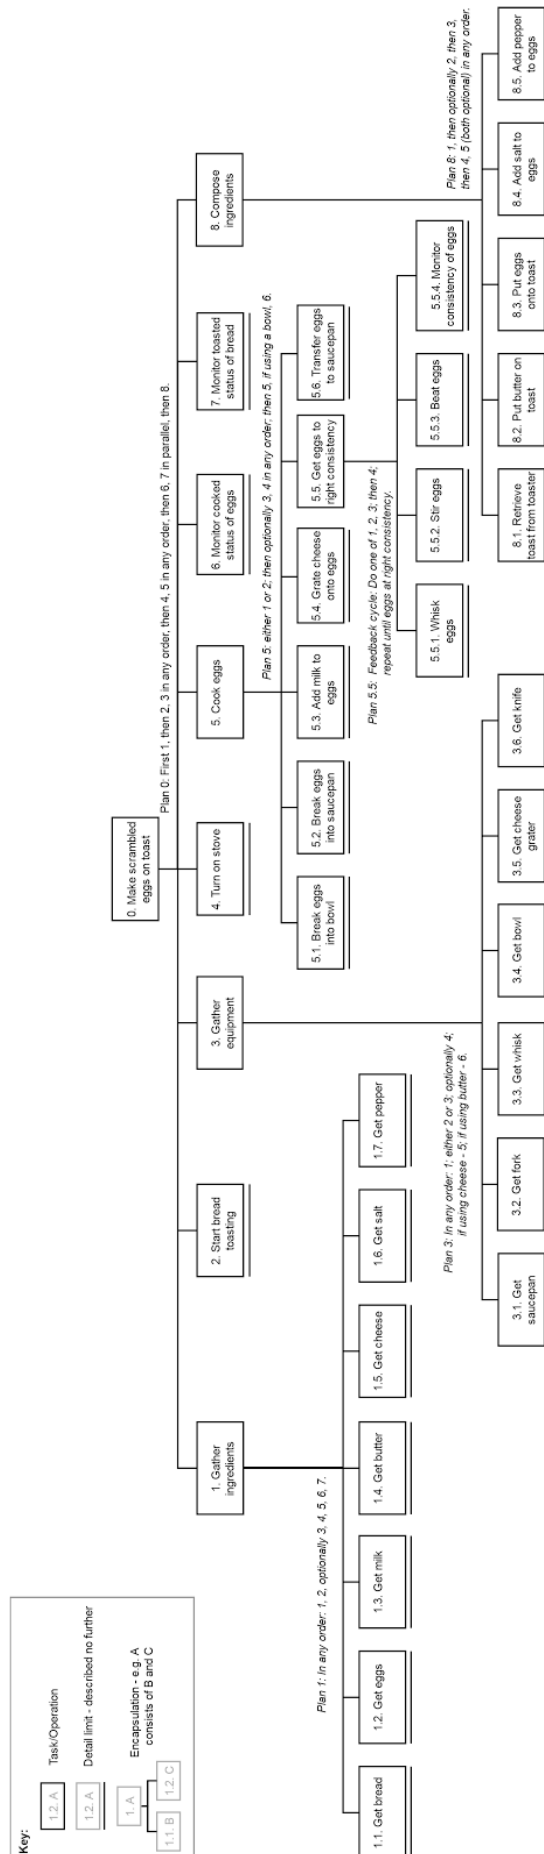 Key:
1.2. A
Task/Operation
1.2. A
Detail limit - described no further
1. A
1.1. B
1.2. C
Encapsulation - e.g. A
consists of B and C
0. Make scrambled
eggs on toast
Plan 0: First 1, then 2, 3 in any order, then 4, 5 in any order, then 6, 7 in parallel, then 8.
1. Gather
ingredients
2. Start bread
toasting
3. Gather
equipment
4. Turn on stove
5. Cook eggs
6. Monitor cooked
status of eggs
7. Monitor toasted
status of bread
8. Compose
ingredients
Plan 1: In any order: 1, 2, optionally 3, 4, 5, 6, 7.
1.1. Get bread
1.2. Get eggs
1.3. Get milk
1.4. Get butter
1.5. Get cheese
1.6. Get salt
1.7. Get pepper
Plan 5: either 1 or 2; then optionally 3, 4 in any order; then 5, if using a bowl, 6.
5.1. Break eggs
into bowl
5.2. Break eggs
into saucepan
5.3. Add milk to
eggs
5.4. Grate cheese
onto eggs
5.5. Get eggs to
right consistency
5.6. Transfer eggs
to saucepan
Plan 5.5: Feedback cycle: Do one of 1, 2, 3; then 4;
repeat until eggs at right consistency.
5.5.1. Whisk
eggs
5.5.2. Stir eggs
5.5.3. Beat eggs
5.5.4. Monitor
consistency of eggs
Plan 3: In any order: 1; either 2 or 3; optionally 4;
if using cheese - 5; if using butter - 6.
3.1. Get
saucepan
3.2. Get fork
3.3. Get whisk
3.4. Get bowl
3.5. Get cheese
grater
3.6. Get knife
Plan 8: 1, then optionally 2, then 3,
then 4, 5 (both optional) in any order.
8.1. Retrieve
toast from toaster
8.2. Put butter on
toast
8.3. Put eggs
onto toast
8.4. Add salt to
eggs
8.5. Add pepper
to eggs